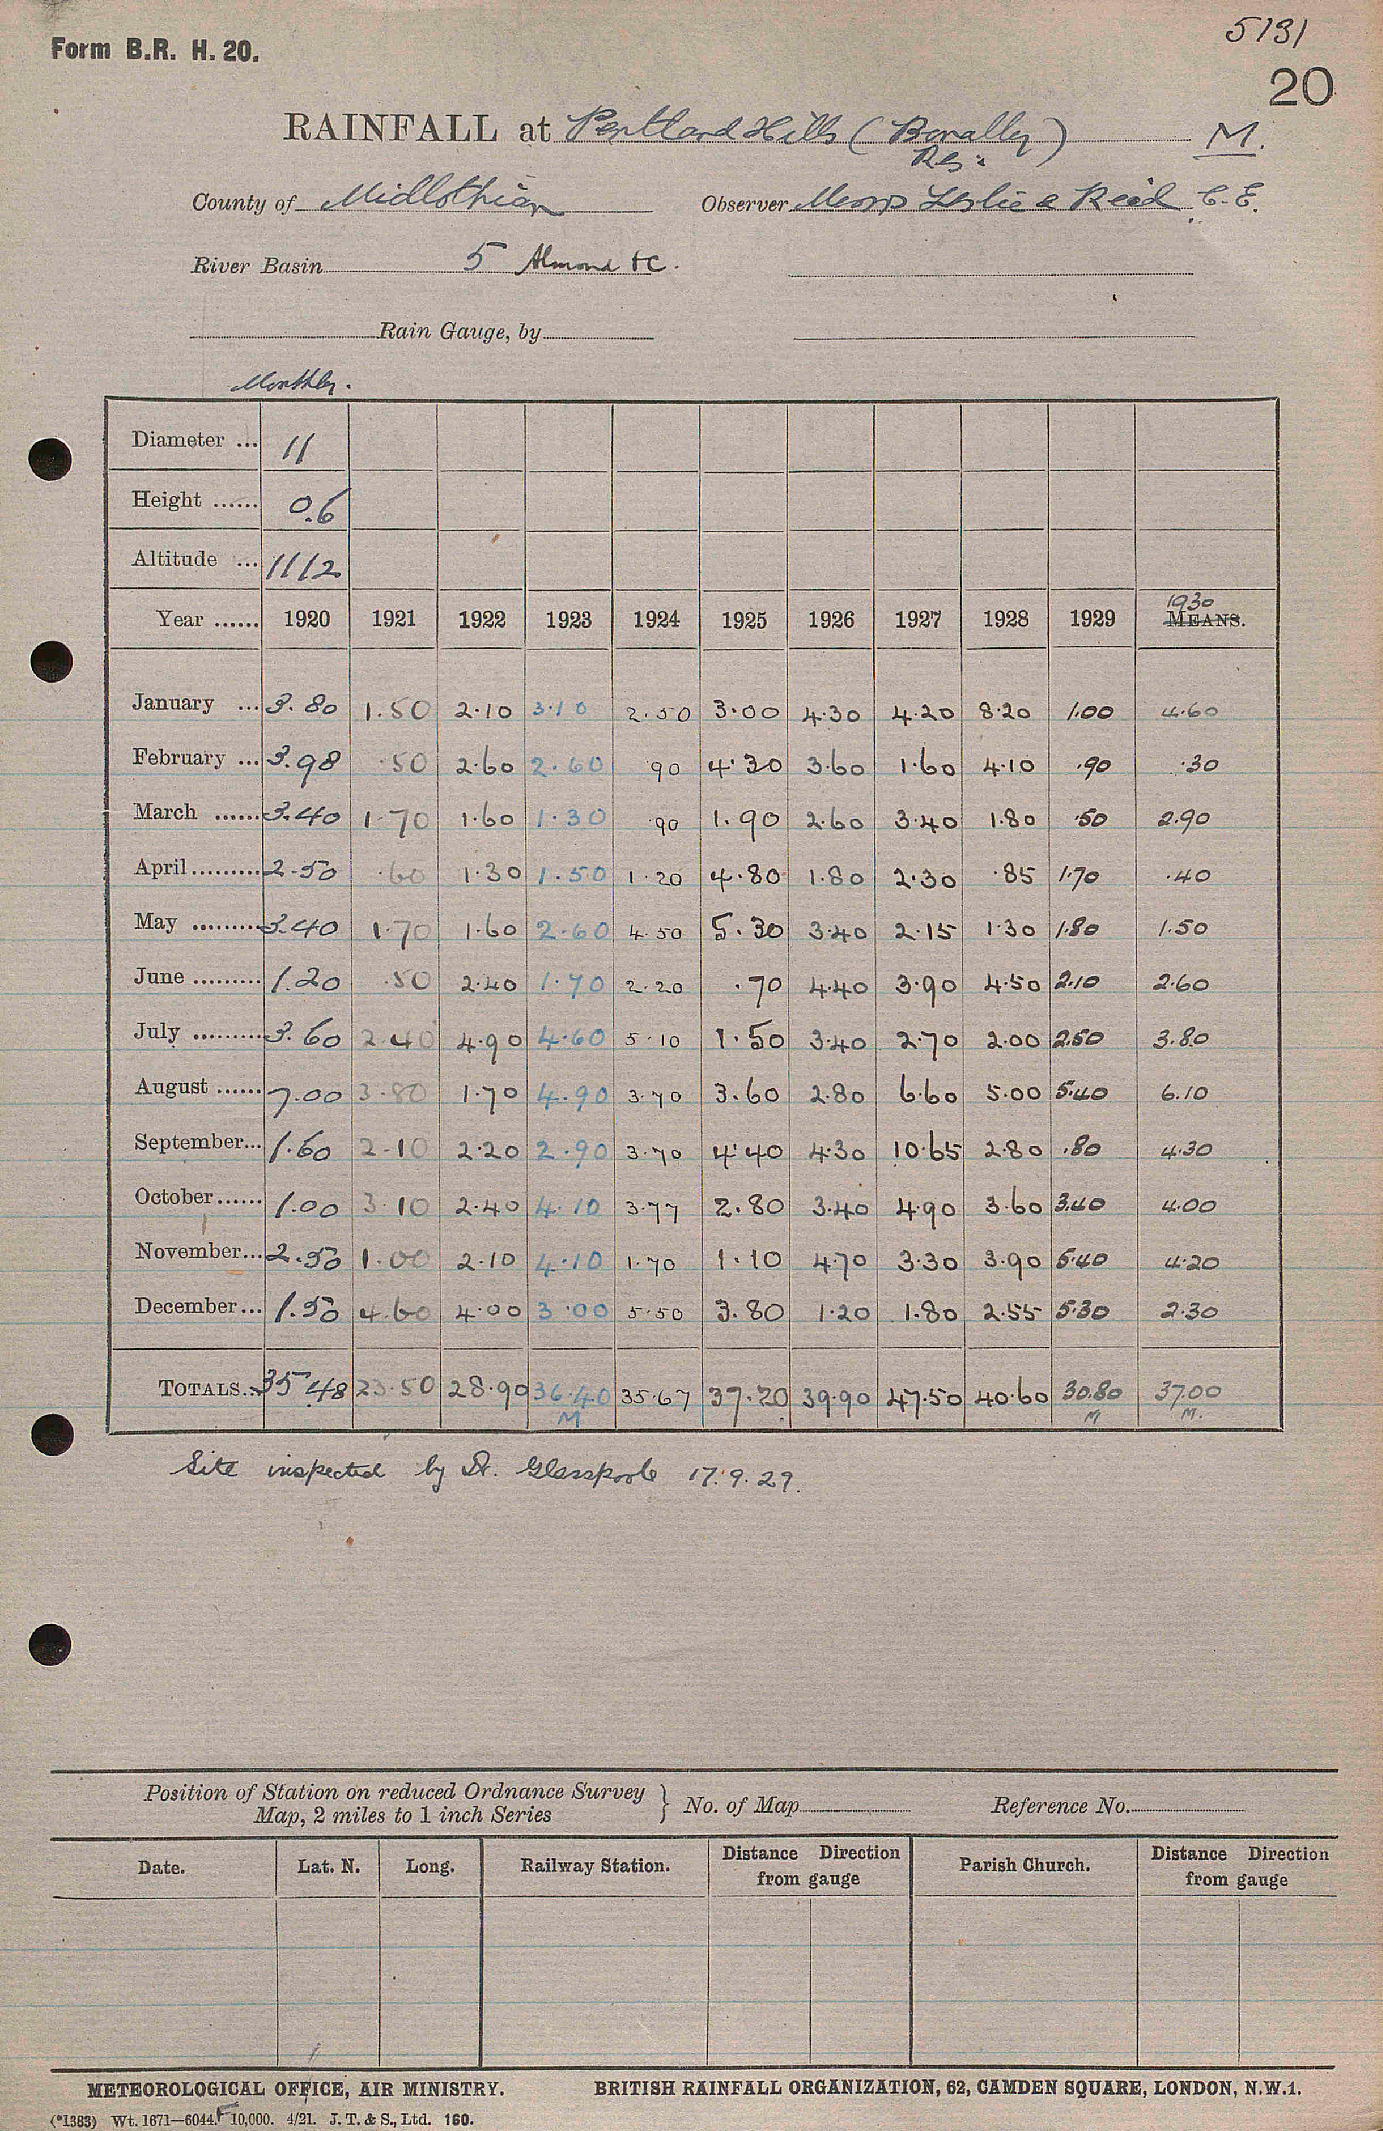 5131
Form B.R. H. 20.
20
RAINFALL at Pentland Hills (Bonally) M.
Res:
County of Midlothian Observer Messrs Leslie & Reid C.E.
River Basin 5 Almond &C.
Rain Gauge, by
Monthly.
Diameter ... 11
Height ...... 0.6
Altitude ... 1112
1930
Year ...... 1920 1921 1922 1923 1924 1925 1926 1927 1928 1929 MEANS.
January ... 3.80 1.50 2.10 3.10 2.50 3.00 4.30 4.20 8.20 1.00 4.60
February ... 3.98 .50 2.60 2.60 .90 4.30 3.60 1.60 4.10 .90 .30
March ...... 3.40 1.70 1.60 1.30 .90 1.90 2.60 3.40 1.80 .50 2.90
April ......... 2.50 .60 1.30 1.50 1.20 4.80 1.80 2.30 .85 1.70 .40
May ......... 3.40 1.70 1.60 2.60 4.50 5.30 3.40 2.15 1.30 1.80 1.50
June ......... 1.20 .50 2.40 1.70 2.20 .70 4.40 3.90 4.50 2.10 2.60
July ......... 3.60 2.40 4.90 4.60 5.10 1.50 3.40 2.70 2.00 2.50 3.80
August ...... 7.00 3.80 1.70 4.90 3.70 3.60 2.80 6.60 5.00 5.40 6.10
September... 1.60 2.10 2.20 2.90 3.70 4.40 4.30 10.65 2.80 .80 4.30
October ...... 1.00 3.10 2.40 4.10 3.77 2.80 3.40 4.90 3.60 3.40 4.00
November... 2.50 1.00 2.10 4.10 1.70 1.10 4.70 3.30 3.90 5.40 4.20
December... 1.50 4.60 4.00 3.00 5.50 3.80 1.20 1.80 2.55 5.30 2.30
TOTALS... 35.48 23.50 28.90 36.40 35.67 37.20 39.90 47.50 40.60 30.80 37.00
M M M.
Site inspected by Dr. Glasspoole 17.9.27.
Position of Station on reduced Ordnance Survey
Map, 2 miles to 1 inch Series } No. of Map Reference No.
Date. Lat. N. Long. Railway Station. Distance Direction from gauge Parish Church. Distance Direction from gauge
METEOROLOGICAL OFFICE, AIR MINISTRY. BRITISH RAINFALL ORGANIZATION, 62, CAMDEN SQUARE, LONDON, N.W.1.
(*1383) Wt. 1671—6044. 10,000. 4/21. J. T. & S., Ltd. 160.